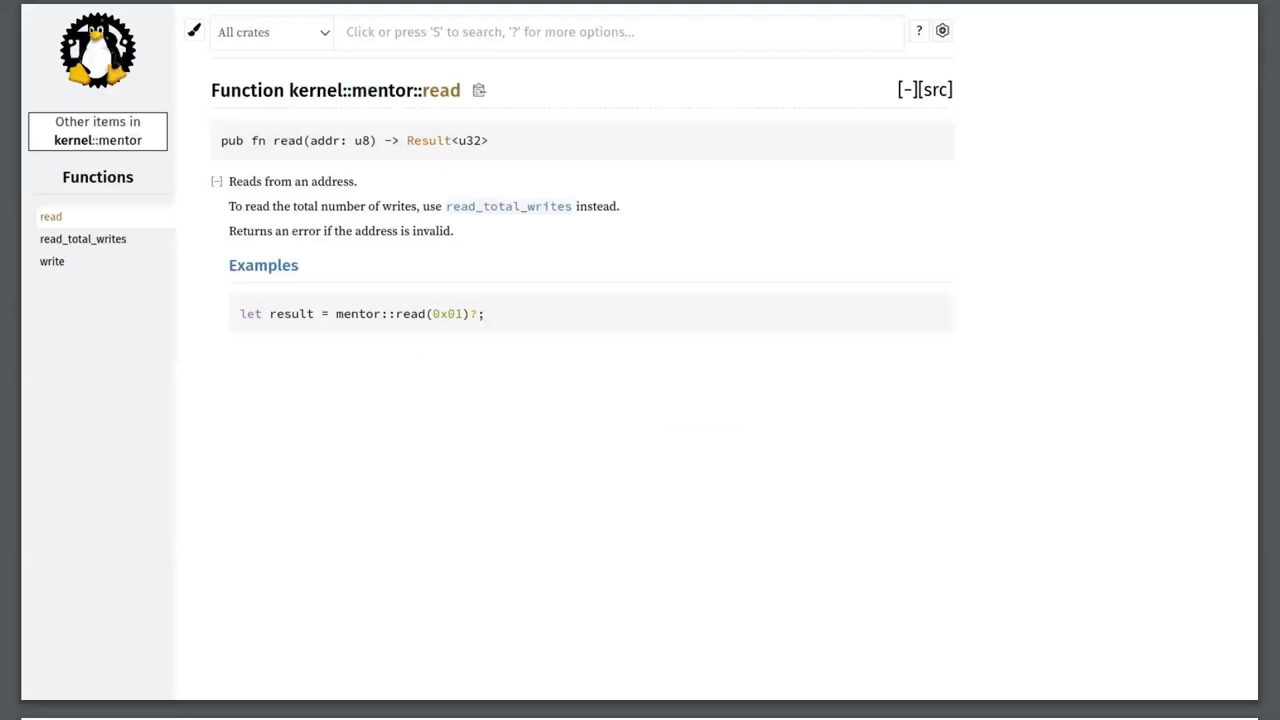 All crates
Click or press 'S' to search, '?' for more options…
?
Function kernel::mentor::read
[−][src]
Other items in
kernel::mentor
Functions
read
read_total_writes
write
pub fn read(addr: u8) -> Result<u32>
[−] Reads from an address.
To read the total number of writes, use read_total_writes instead.
Returns an error if the address is invalid.
Examples
let result = mentor::read(0x01)?;